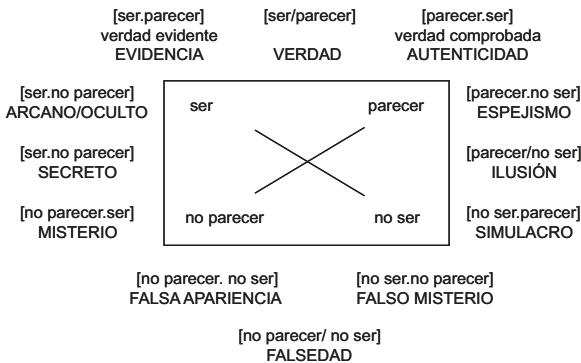 [ser.parecer] [ser/parecer] [parecer.ser]
verdad evidente verdad comprobada
EVIDENCIA VERDAD AUTENTICIDAD
[ser.no parecer] [parecer.no ser]
ARCANO/OCULTO ser parecer ESPEJISMO
[ser.no parecer] [parecer/no ser]
SECRETO ILUSIÓN
[no parecer.ser] no parecer no ser [no ser.parecer]
MISTERIO SIMULACRO
[no parecer. no ser] [no ser.no parecer]
FALSA APARIENCIA FALSO MISTERIO
[no parecer/ no ser]
FALSEDAD